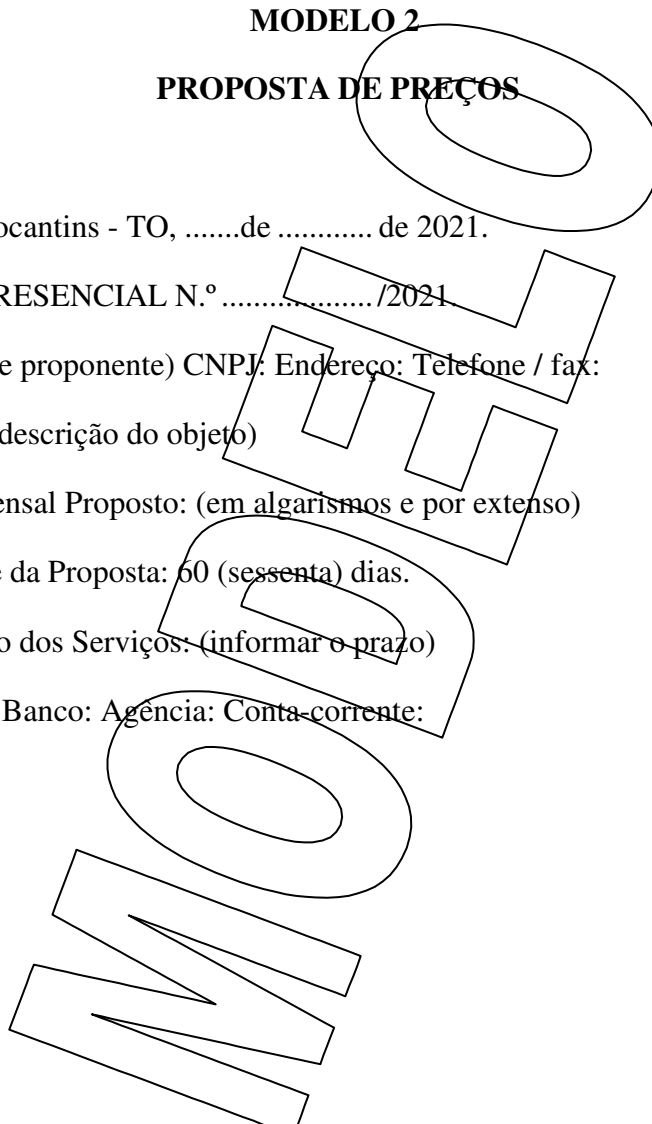 MODELO 2
PROPOSTA DE PREÇOS
ocantins - TO, .......de ............ de 2021.
RESENCIAL N.º ................... /2021.
e proponente) CNPJ: Endereço: Telefone / fax:
descrição do objeto)
ensal Proposto: (em algarismos e por extenso)
e da Proposta: 60 (sessenta) dias.
o dos Serviços: (informar o prazo)
Banco: Agência: Conta-corrente:
MODELO